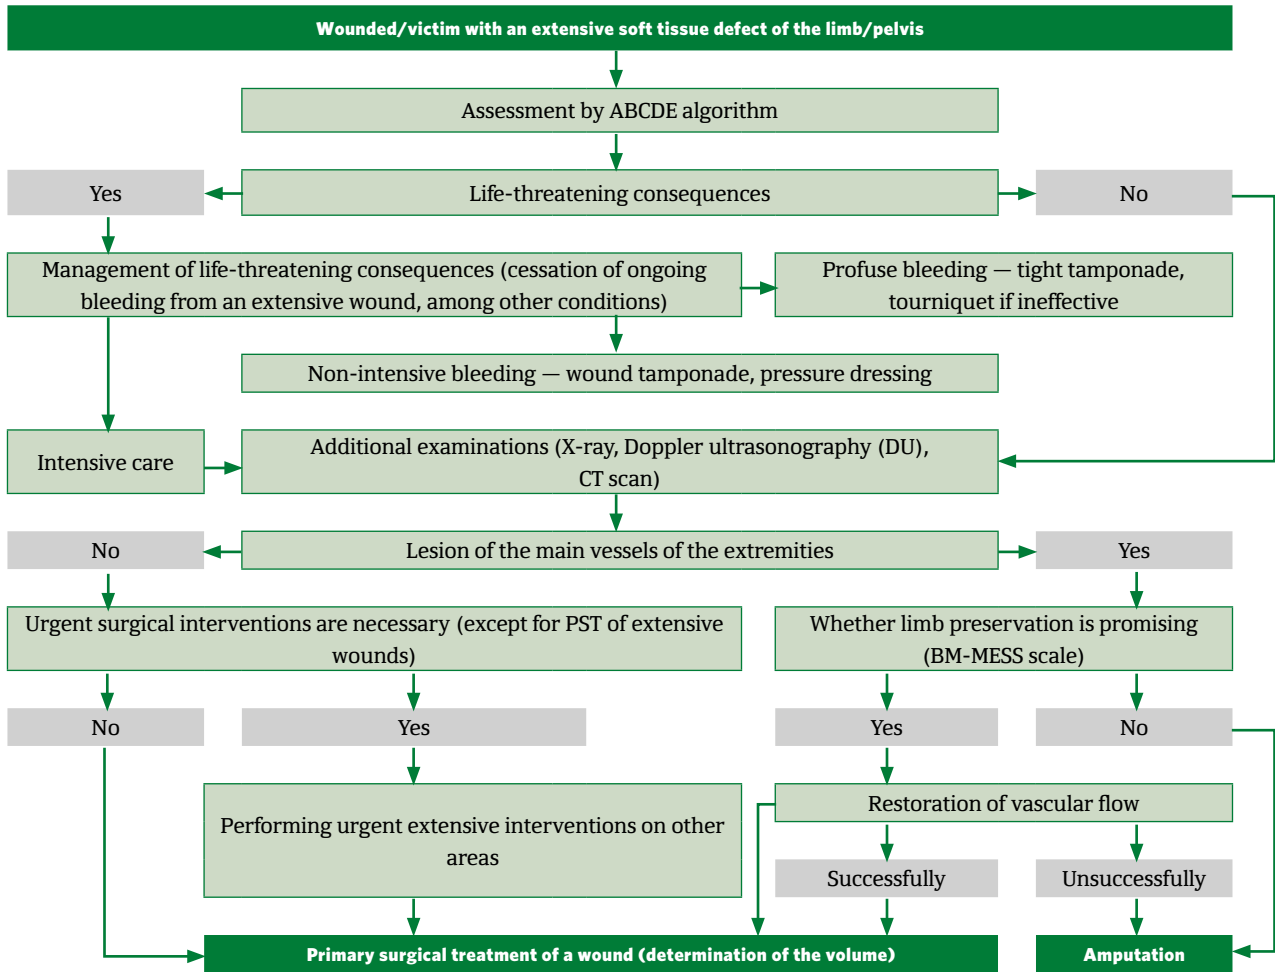 Wounded/victim with an extensive soft tissue defect of the limb/pelvis
Assessment by ABCDE algorithm
Yes
Life-threatening consequences
No
Management of life-threatening consequences (cessation of ongoing
bleeding from an extensive wound, among other conditions)
Profuse bleeding — tight tamponade,
tourniquet if ineffective
Non-intensive bleeding — wound tamponade, pressure dressing
Intensive care
Additional examinations (X-ray, Doppler ultrasonography (DU),
CT scan)
No
Lesion of the main vessels of the extremities
Yes
Urgent surgical interventions are necessary (except for PST of extensive
wounds)
Whether limb preservation is promising
(BM-MESS scale)
No
Yes
Yes
No
Performing urgent extensive interventions on other
areas
Restoration of vascular flow
Successfully
Unsuccessfully
Primary surgical treatment of a wound (determination of the volume)
Amputation